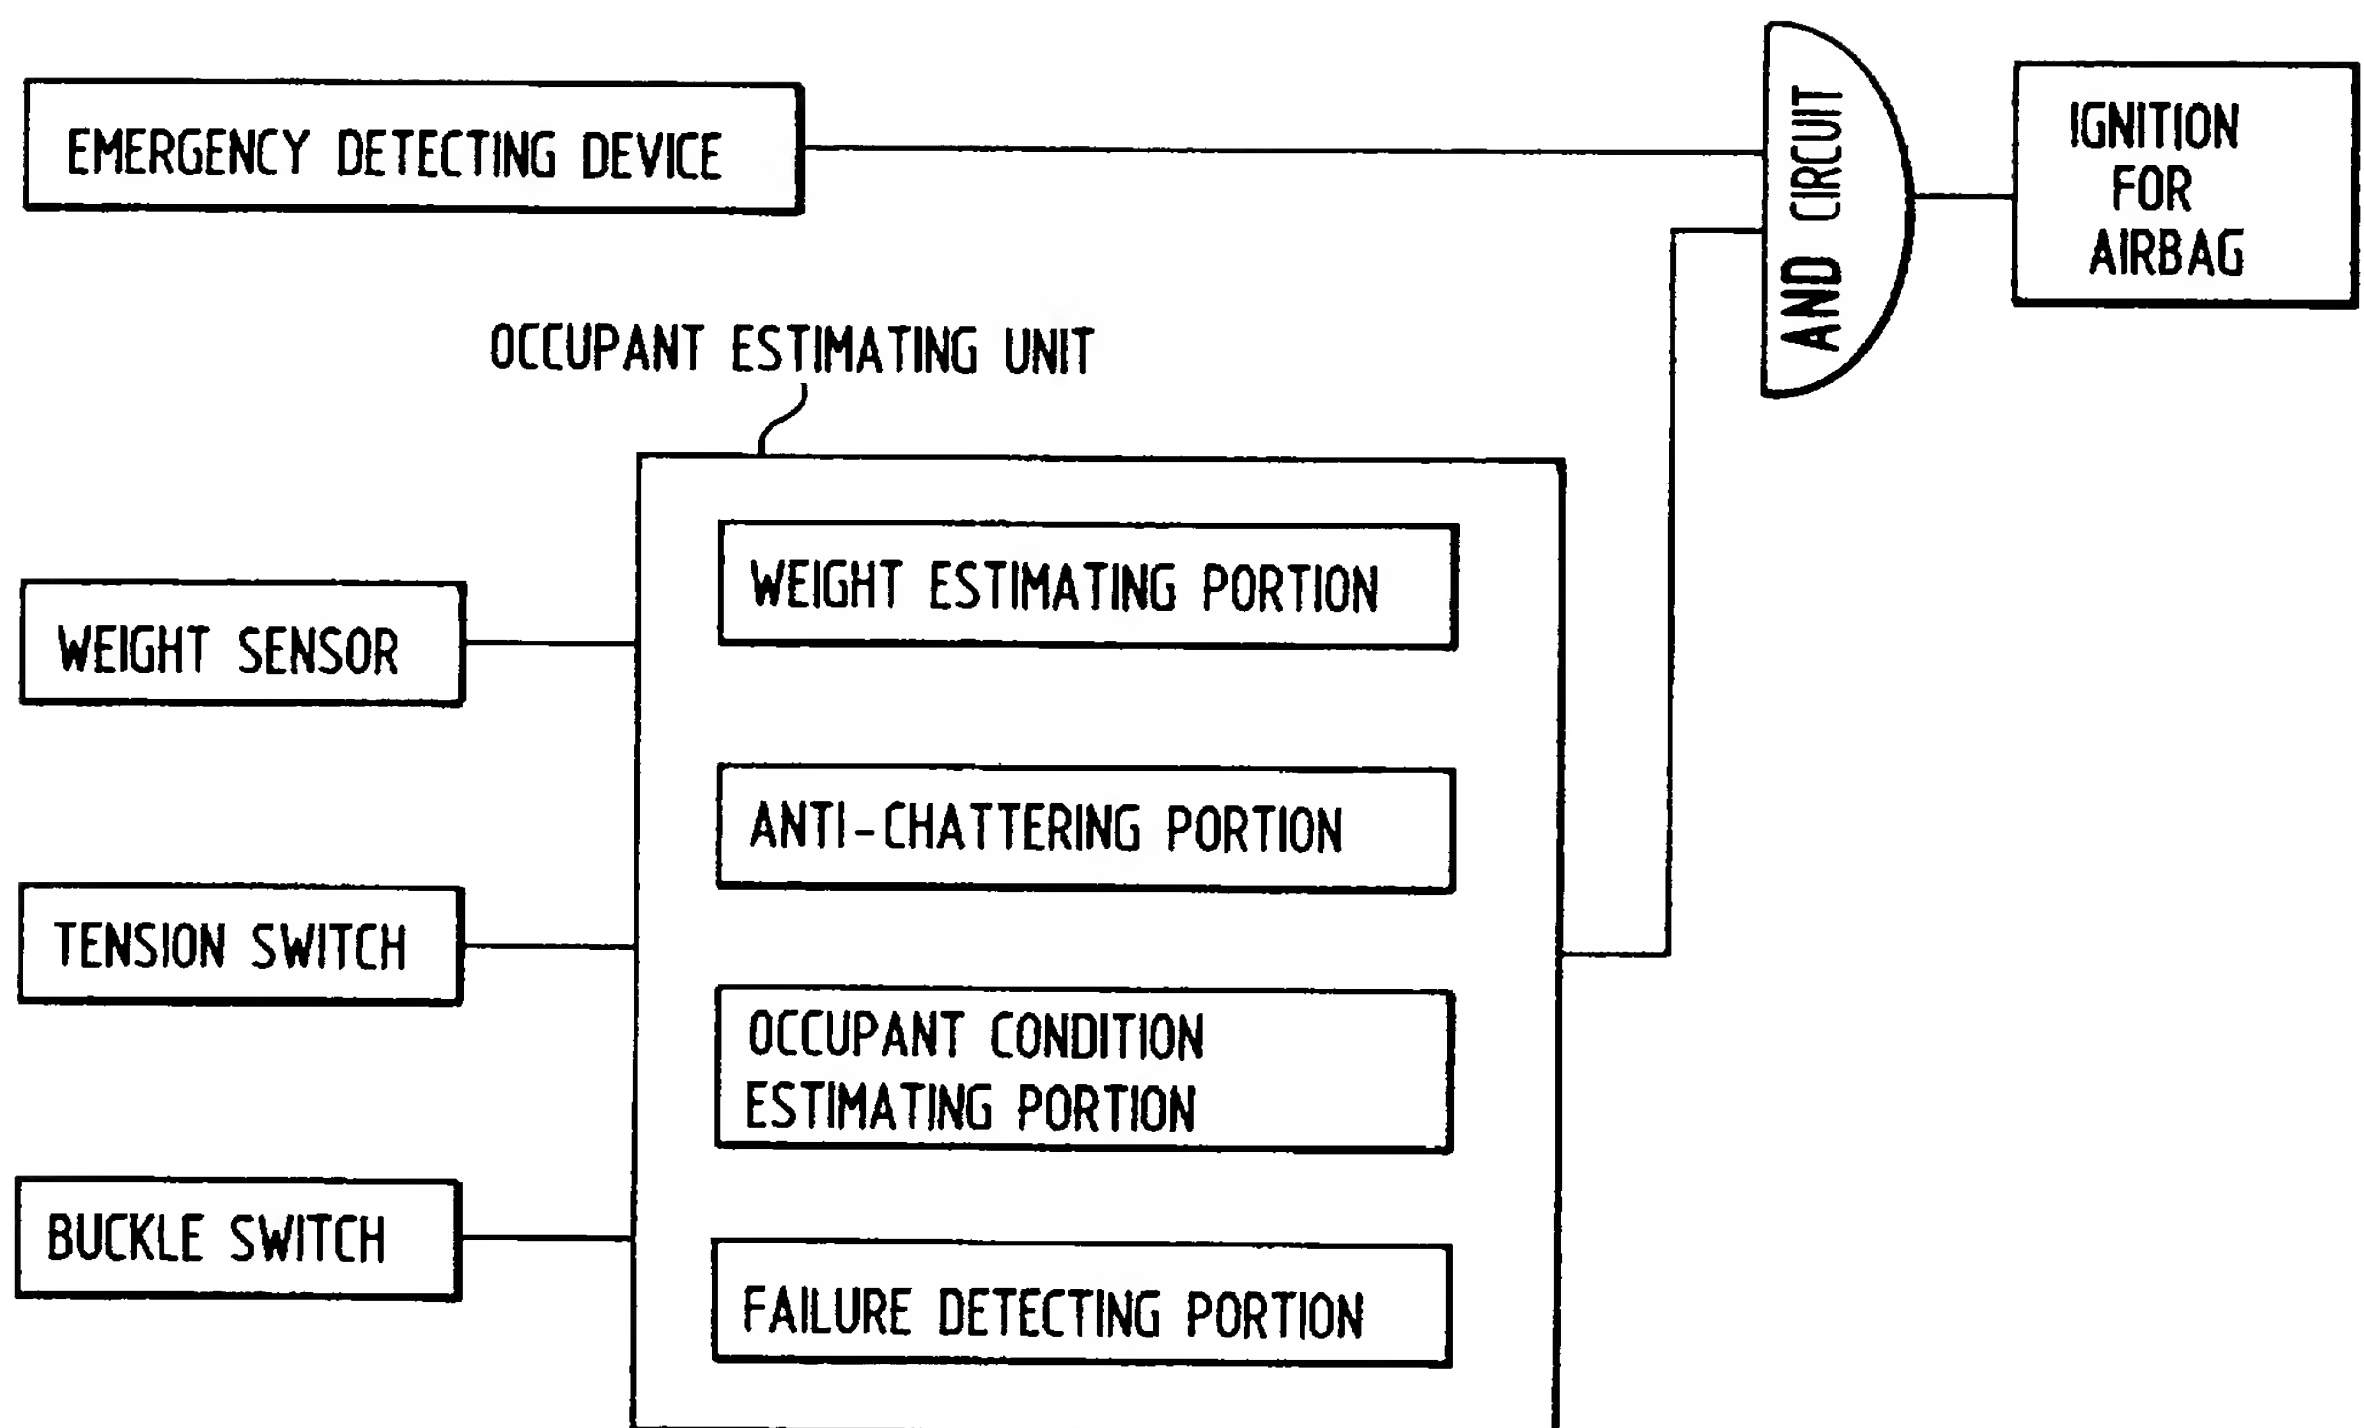 EMERGENCY DETECTING DEVICE
AND CIRCUIT
IGNITION
FOR
AIRBAG
OCCUPANT ESTIMATING UNIT
WEIGHT SENSOR
TENSION SWITCH
BUCKLE SWITCH
WEIGHT ESTIMATING PORTION
ANTI-CHATTERING PORTION
OCCUPANT CONDITION
ESTIMATING PORTION
FAILURE DETECTING PORTION